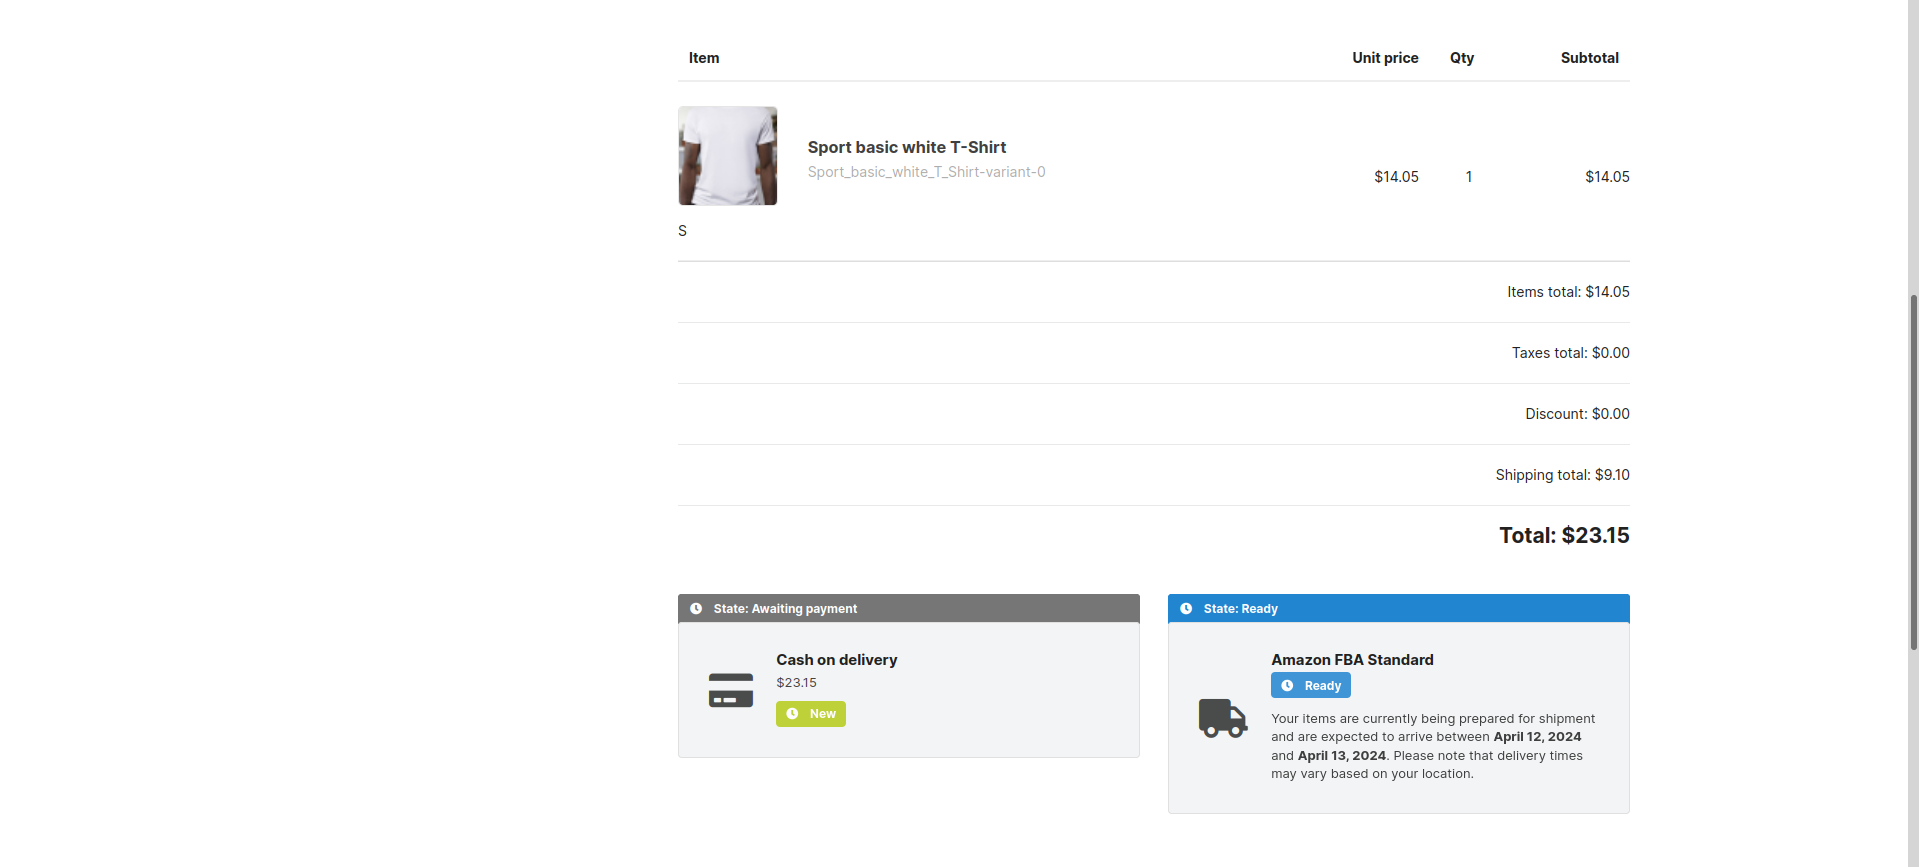 Item Unit price Qty Subtotal
Sport basic white T-Shirt
Sport_basic_white_T_Shirt-variant-0
$14.05 1 $14.05
S
Items total: $14.05
Taxes total: $0.00
Discount: $0.00
Shipping total: $9.10
Total: $23.15
State: Awaiting payment
Cash on delivery
$23.15
New
State: Ready
Amazon FBA Standard
Ready
Your items are currently being prepared for shipment
and are expected to arrive between April 12, 2024
and April 13, 2024. Please note that delivery times
may vary based on your location.